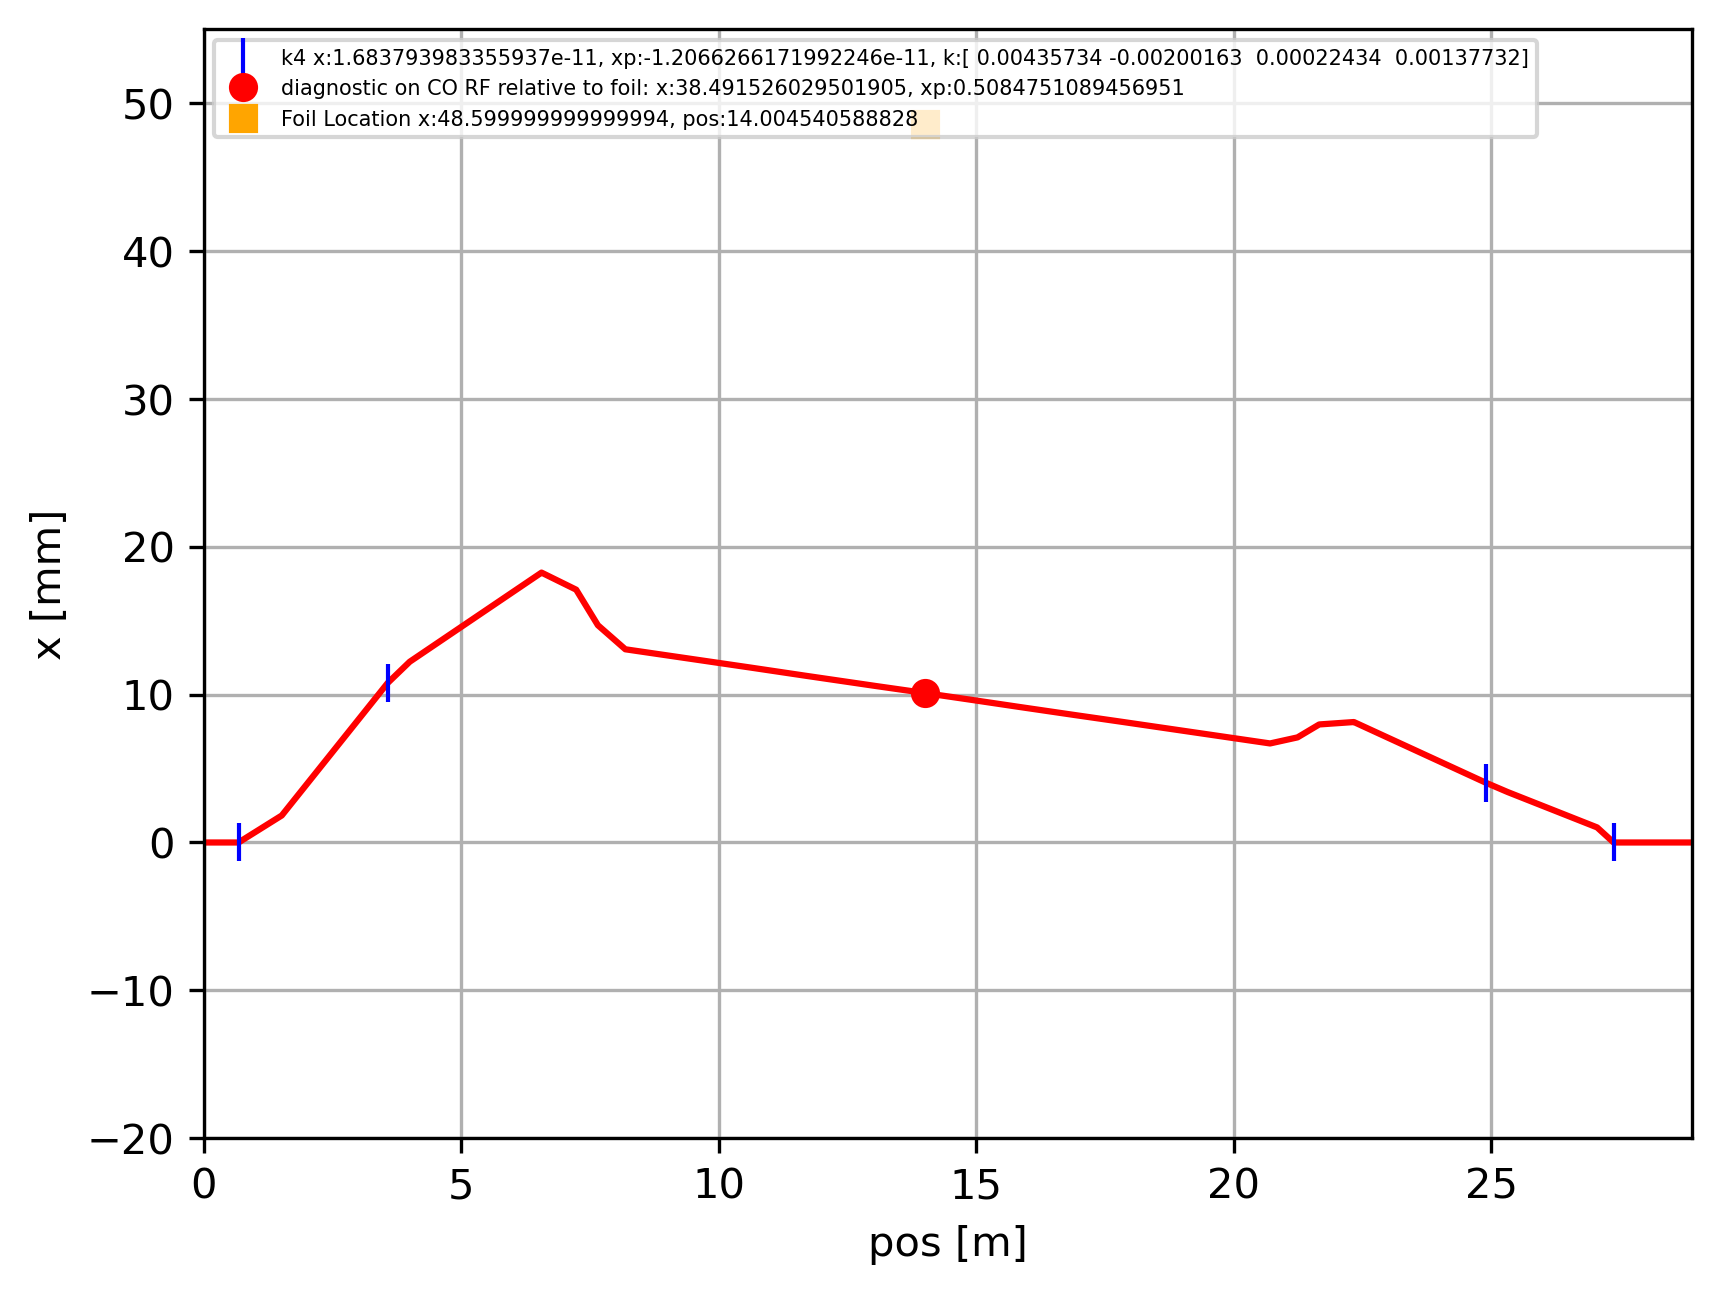 k4 x:1.683793983355937e-11, xp:-1.2066266171992246e-11, k:[ 0.00435734 -0.00200163  0.00022434  0.00137732]
diagnostic on CO RF relative to foil: x:38.491526029501905, xp:0.5084751089456951
Foil Location x:48.599999999999994, pos:14.004540588828
50
40
30
20
10
0
−10
−20
x [mm]
0 5 10 15 20 25
pos [m]